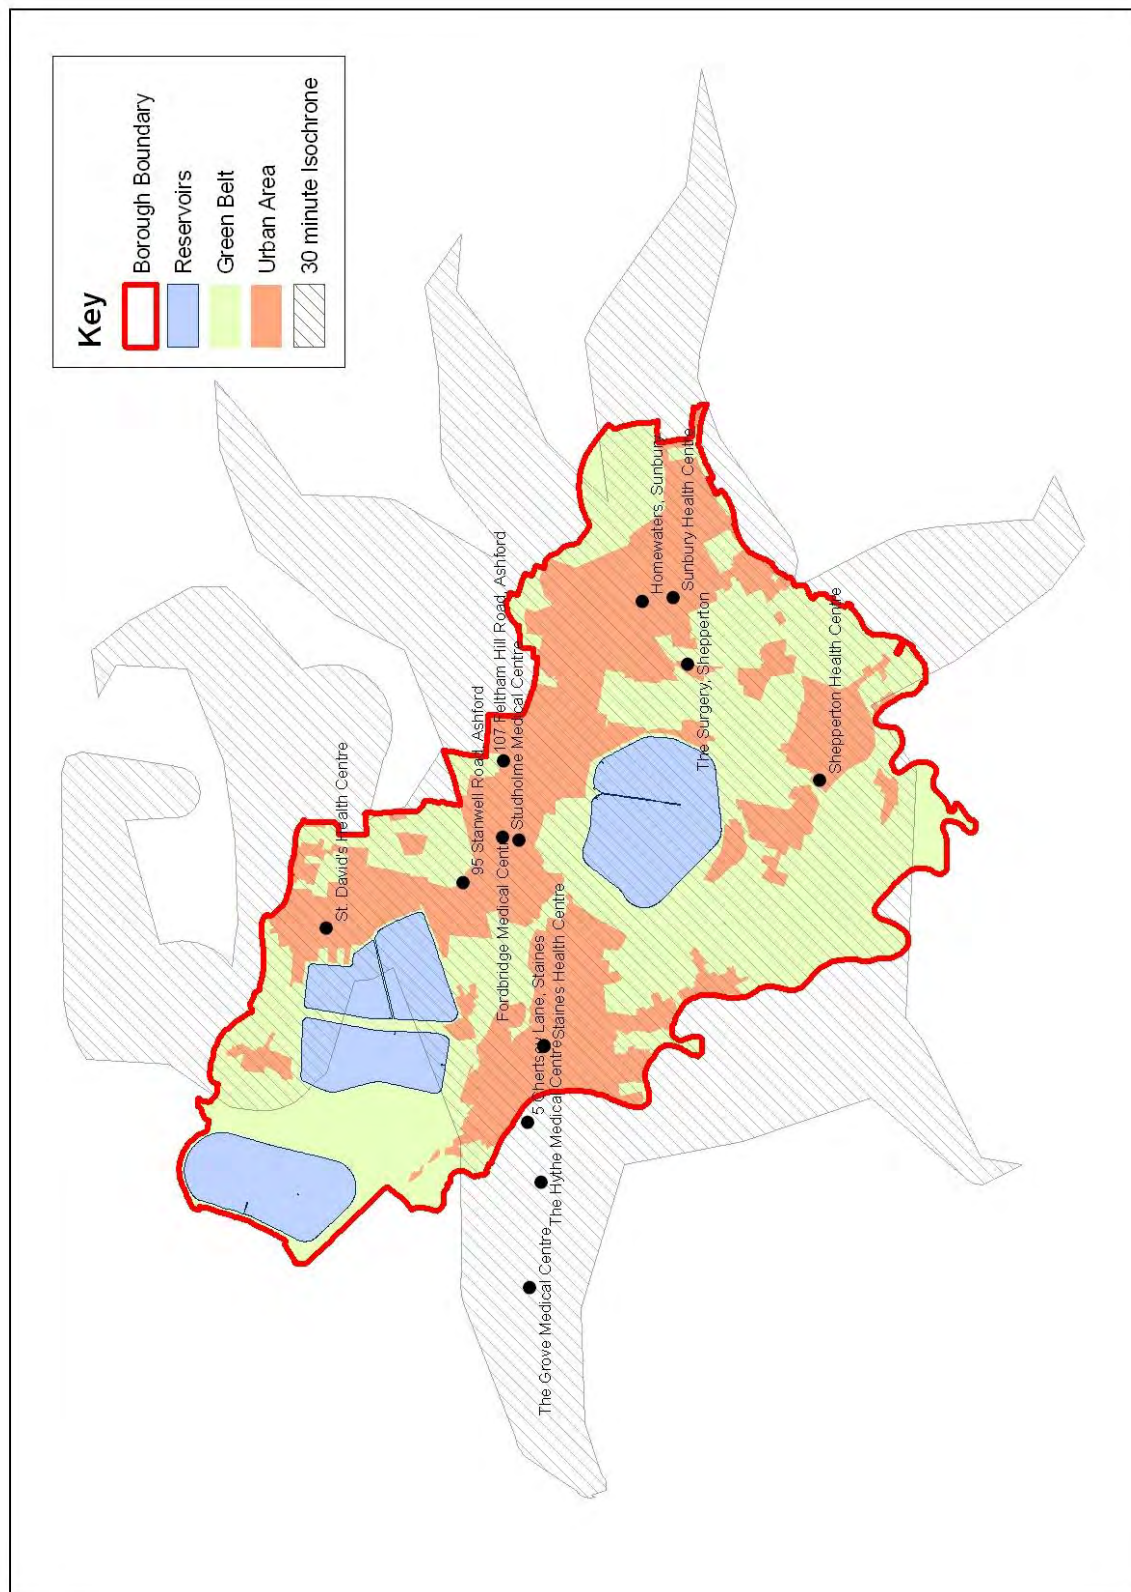 Key
Borough Boundary
Reservoirs
Green Belt
Urban Area
30 minute Isochrone
St. David's Health Centre
95 Stanwell Road, Ashford
107 Feltham Hill Road, Ashford
Fordbridge Medical Centre
Studholme Medical Centre
5 Chertsey Lane, Staines
Staines Health Centre
The Hythe Medical Centre
The Grove Medical Centre
Homewaters, Sunbury
Sunbury Health Centre
The Surgery, Shepperton
Shepperton Health Centre